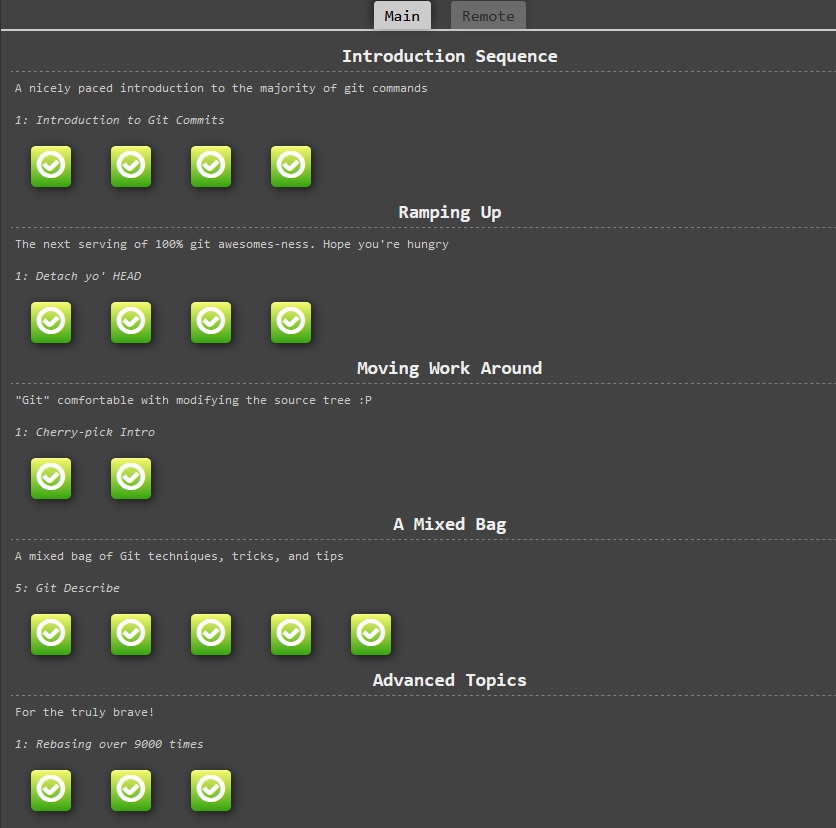 Main Remote
Introduction Sequence
A nicely paced introduction to the majority of git commands
1: Introduction to Git Commits
Ramping Up
The next serving of 100% git awesomes-ness. Hope you're hungry
1: Detach yo' HEAD
Moving Work Around
"Git" comfortable with modifying the source tree :P
1: Cherry-pick Intro
A Mixed Bag
A mixed bag of Git techniques, tricks, and tips
5: Git Describe
Advanced Topics
For the truly brave!
1: Rebasing over 9000 times